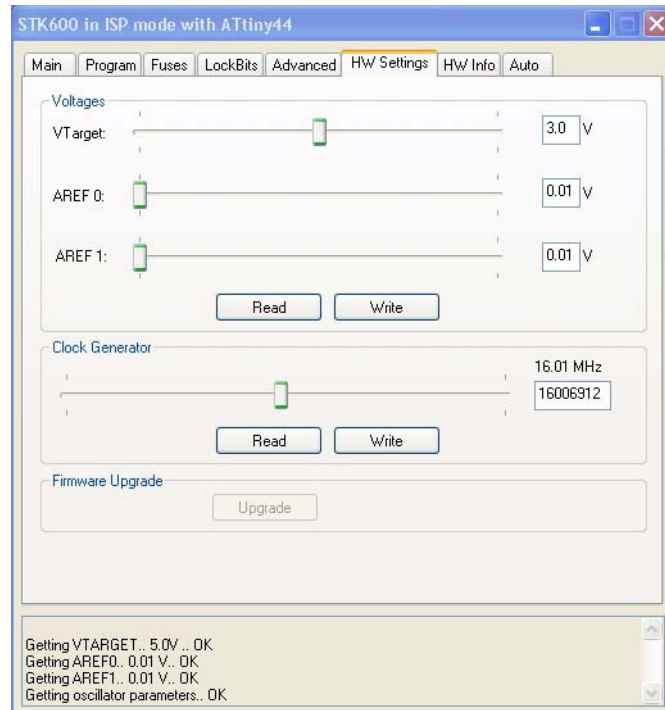 STK600 in ISP mode with ATtiny44
Main Program Fuses LockBits Advanced HW Settings HW Info Auto
Voltages
VTarget: 3.0 V
AREF 0: 0.01 V
AREF 1: 0.01 V
Read Write
Clock Generator
16.01 MHz
16006912
Read Write
Firmware Upgrade
Upgrade
Getting VTARGET.. 5.0V .. OK
Getting AREF0.. 0.01 V.. OK
Getting AREF1.. 0.01 V.. OK
Getting oscillator parameters.. OK